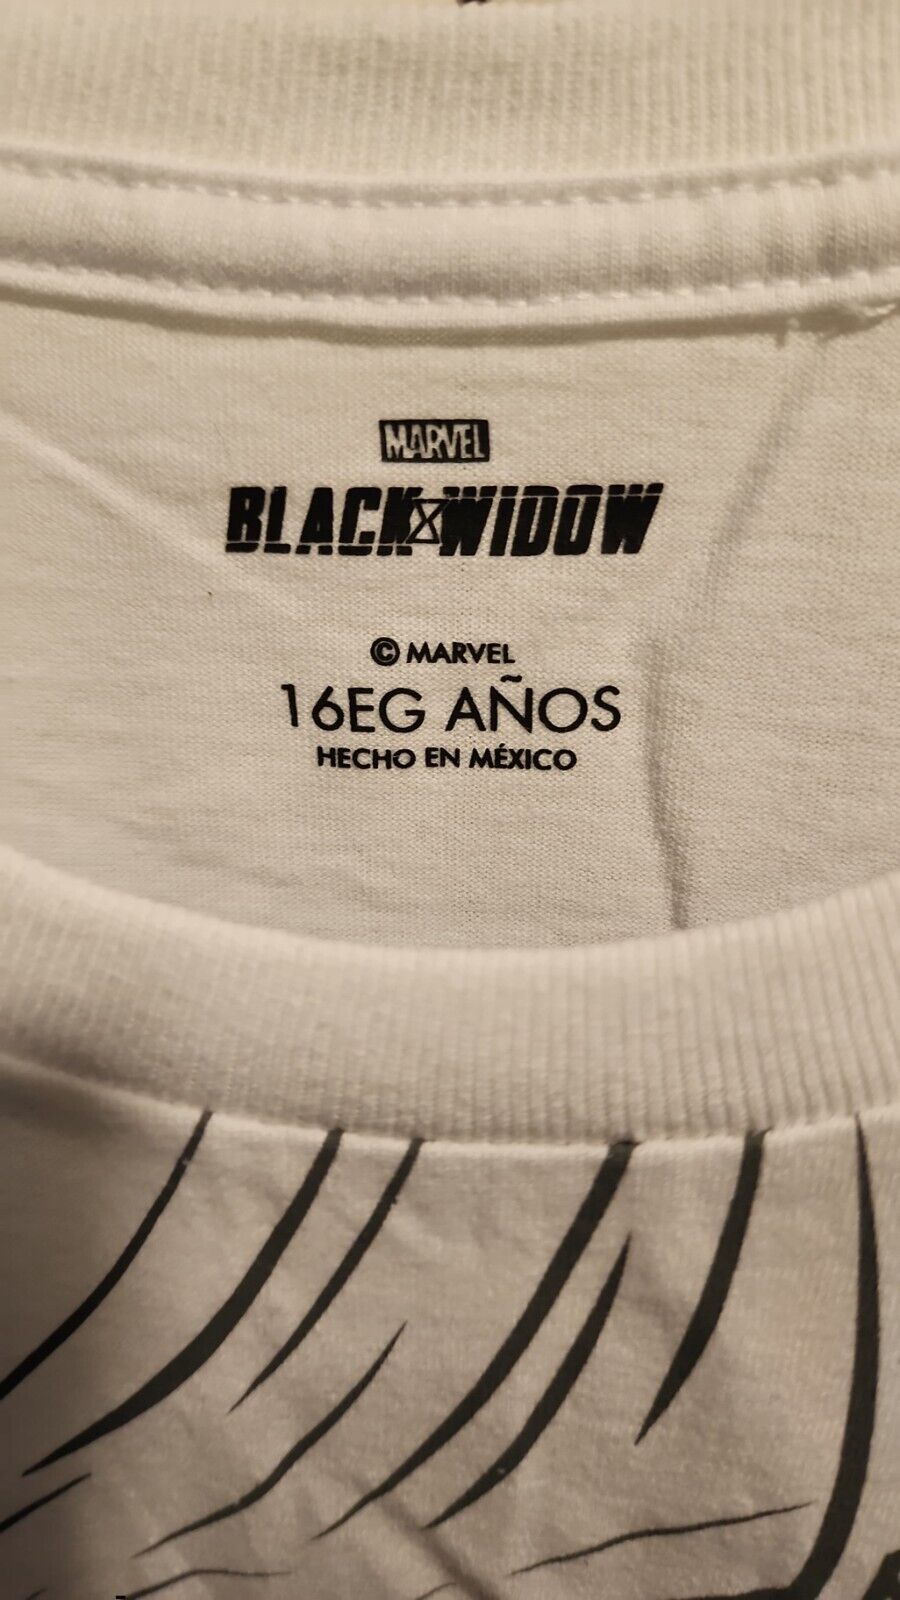 MARVEL
BLACK WIDOW
© MARVEL
16EG AÑOS
HECHO EN MÉXICO